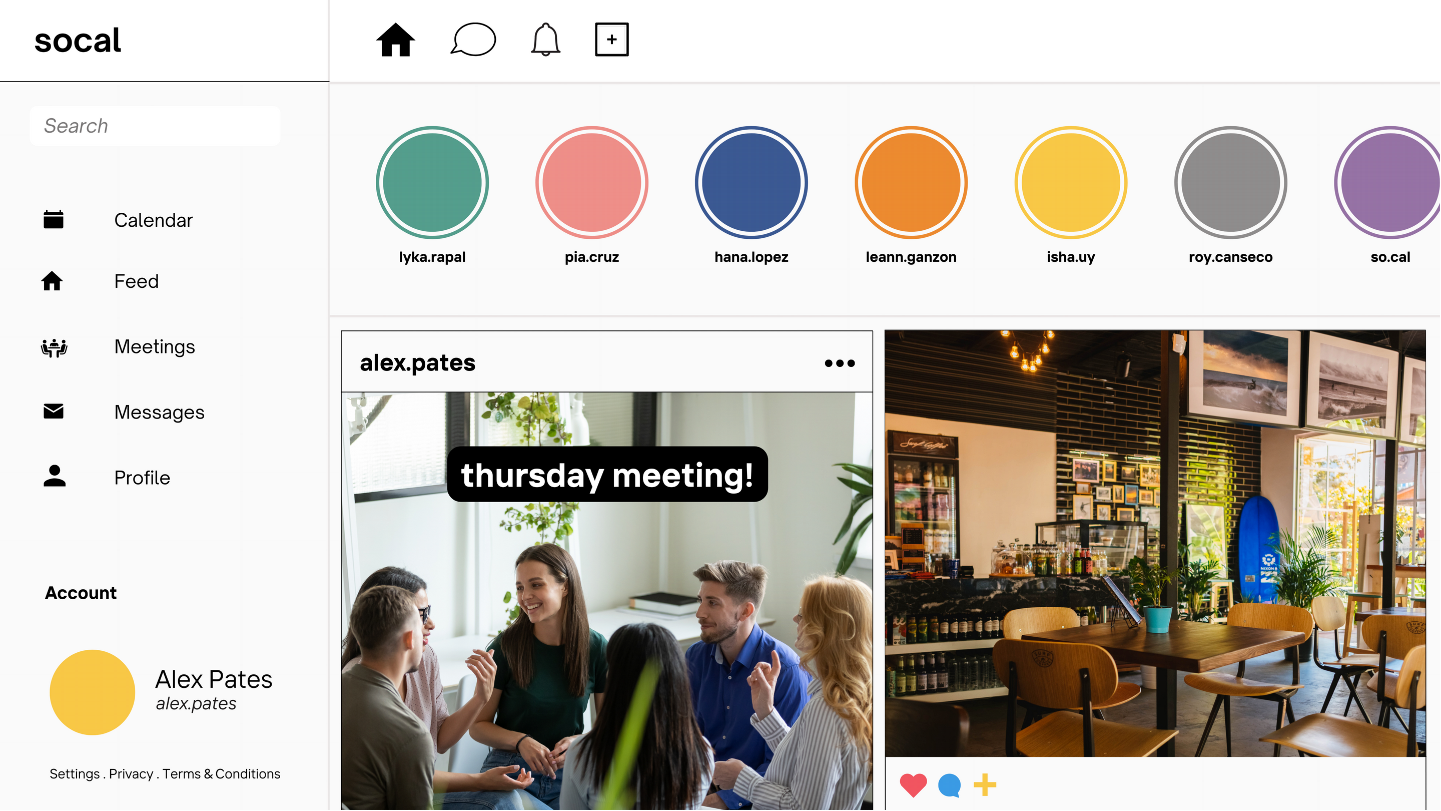 socal
Search
Calendar
Feed
Meetings
Messages
Profile
Account
Alex Pates
alex.pates
Settings . Privacy . Terms & Conditions
lyka.rapal
pia.cruz
hana.lopez
leann.ganzon
isha.uy
roy.canseco
so.cal
alex.pates
thursday meeting!